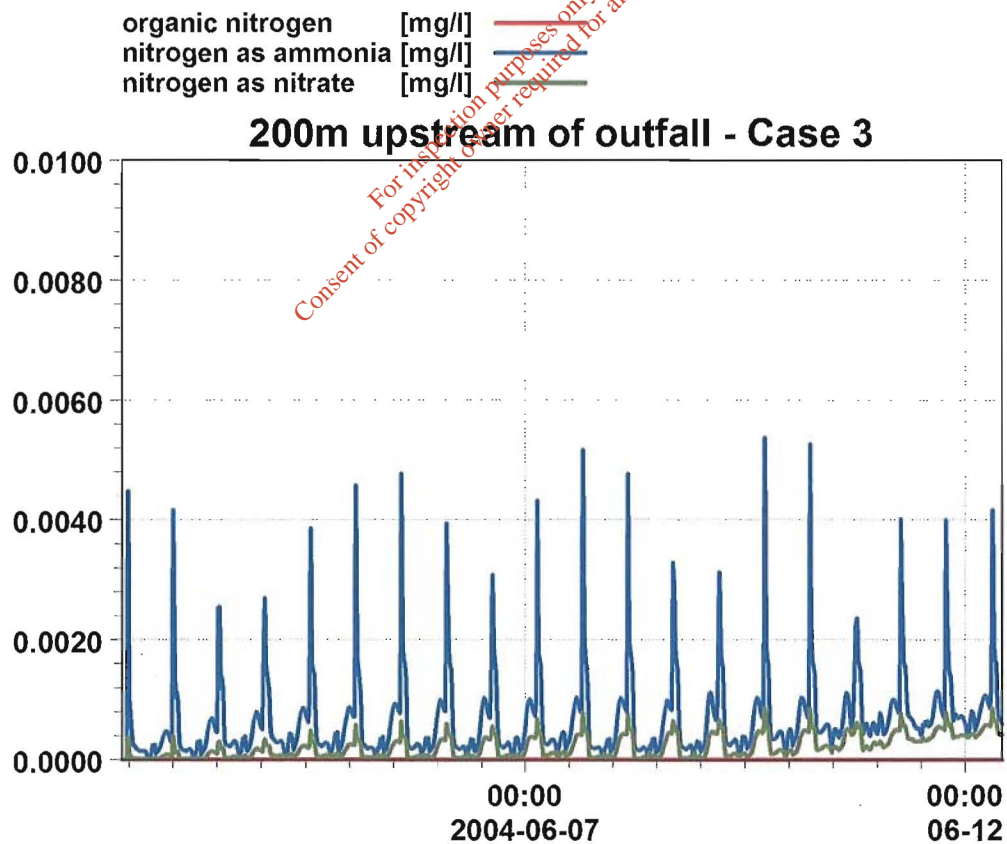 organic nitrogen [mg/l]
nitrogen as ammonia [mg/l]
nitrogen as nitrate [mg/l]
For inspection purposes only
Consent of copyright owner required for
200m upstream of outfall - Case 3
0.0100
0.0080
0.0060
0.0040
0.0020
0.0000
00:00
2004-06-07
00:00
06-12